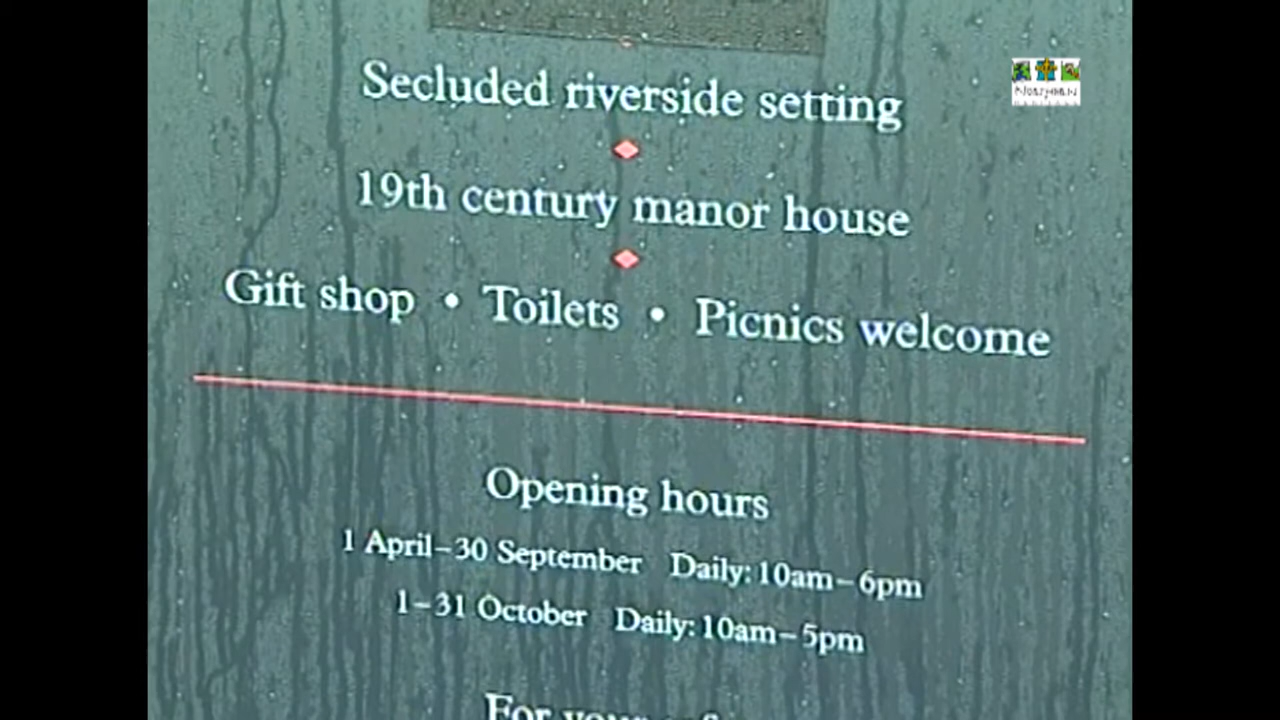 Secluded riverside setting
19th century manor house
Gift shop • Toilets • Picnics welcome
Opening hours
1 April–30 September Daily: 10am–6pm
1–31 October Daily: 10am–5pm
For your